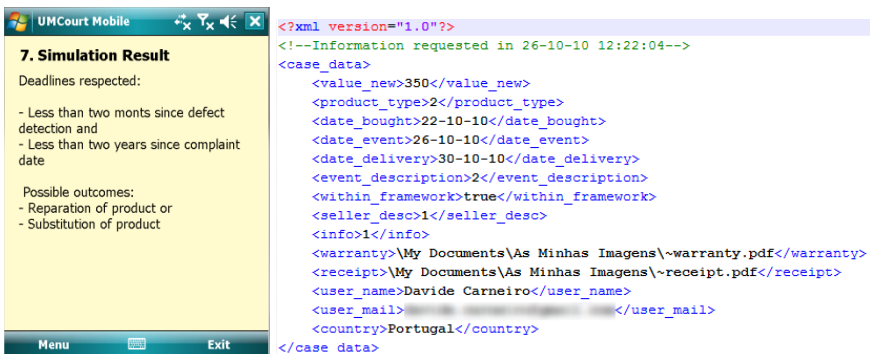 UMCourt Mobile
7. Simulation Result
Deadlines respected:
- Less than two monts since defect
detection and
- Less than two years since complaint
date
Possible outcomes:
- Reparation of product or
- Substitution of product
Menu
Exit
<?xml version="1.0"?>
<!--Information requested in 26-10-10 12:22:04-->
<case_data>
<value_new>350</value_new>
<product_type>2</product_type>
<date_bought>22-10-10</date_bought>
<date_event>26-10-10</date_event>
<date_delivery>30-10-10</date_delivery>
<event_description>2</event_description>
<within_framework>true</within_framework>
<seller_desc>1</seller_desc>
<info>1</info>
<warranty>\My Documents\As Minhas Imagens\~warranty.pdf</warranty>
<receipt>\My Documents\As Minhas Imagens\~receipt.pdf</receipt>
<user_name>Davide Carneiro</user_name>
<user_mail></user_mail>
<country>Portugal</country>
</case_data>